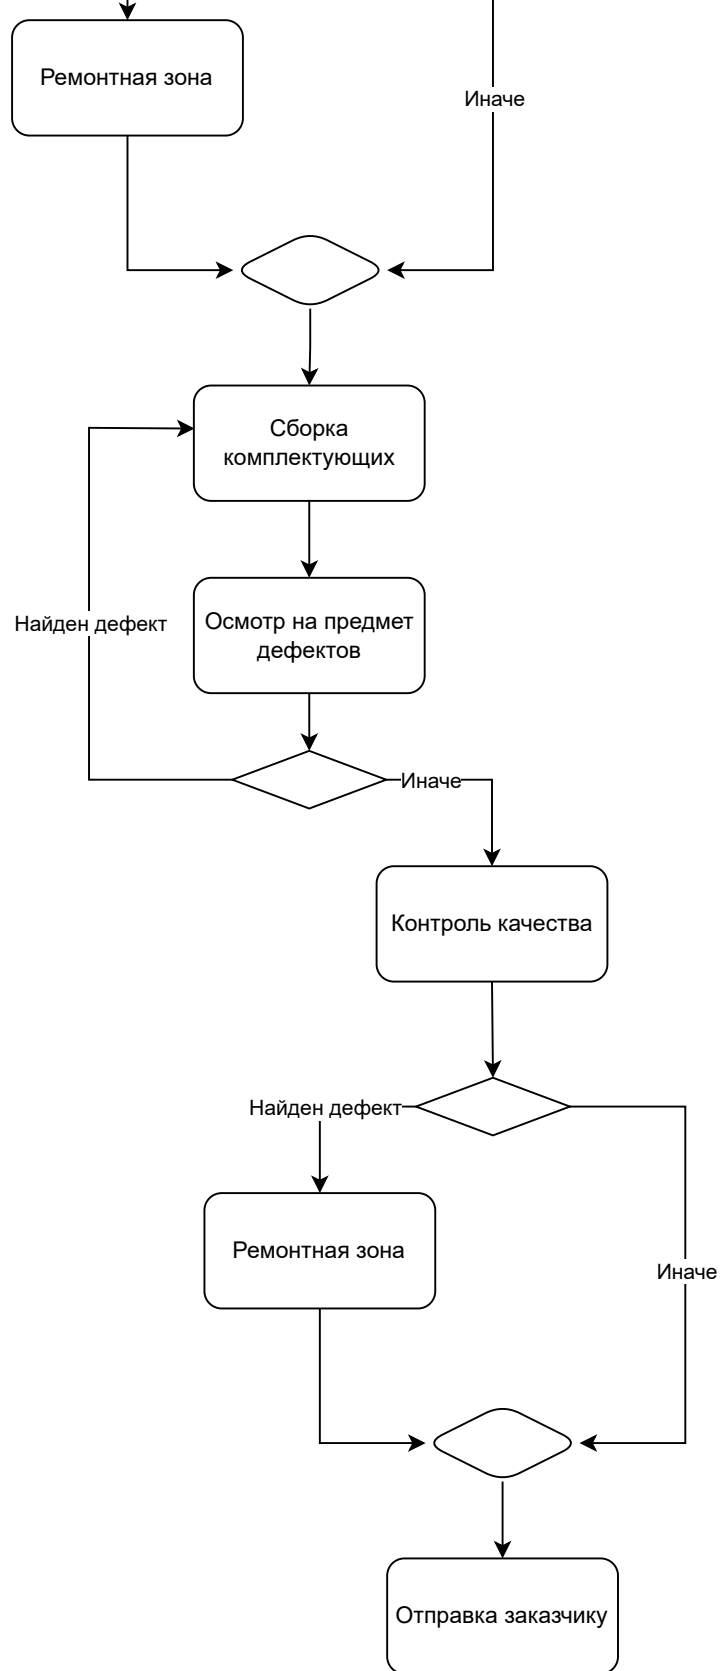 Ремонтная зона
Иначе
Сборка
комплектующих
Найден дефект
Осмотр на предмет
дефектов
Иначе
Контроль качества
Найден дефект
Ремонтная зона
Иначе
Отправка заказчику